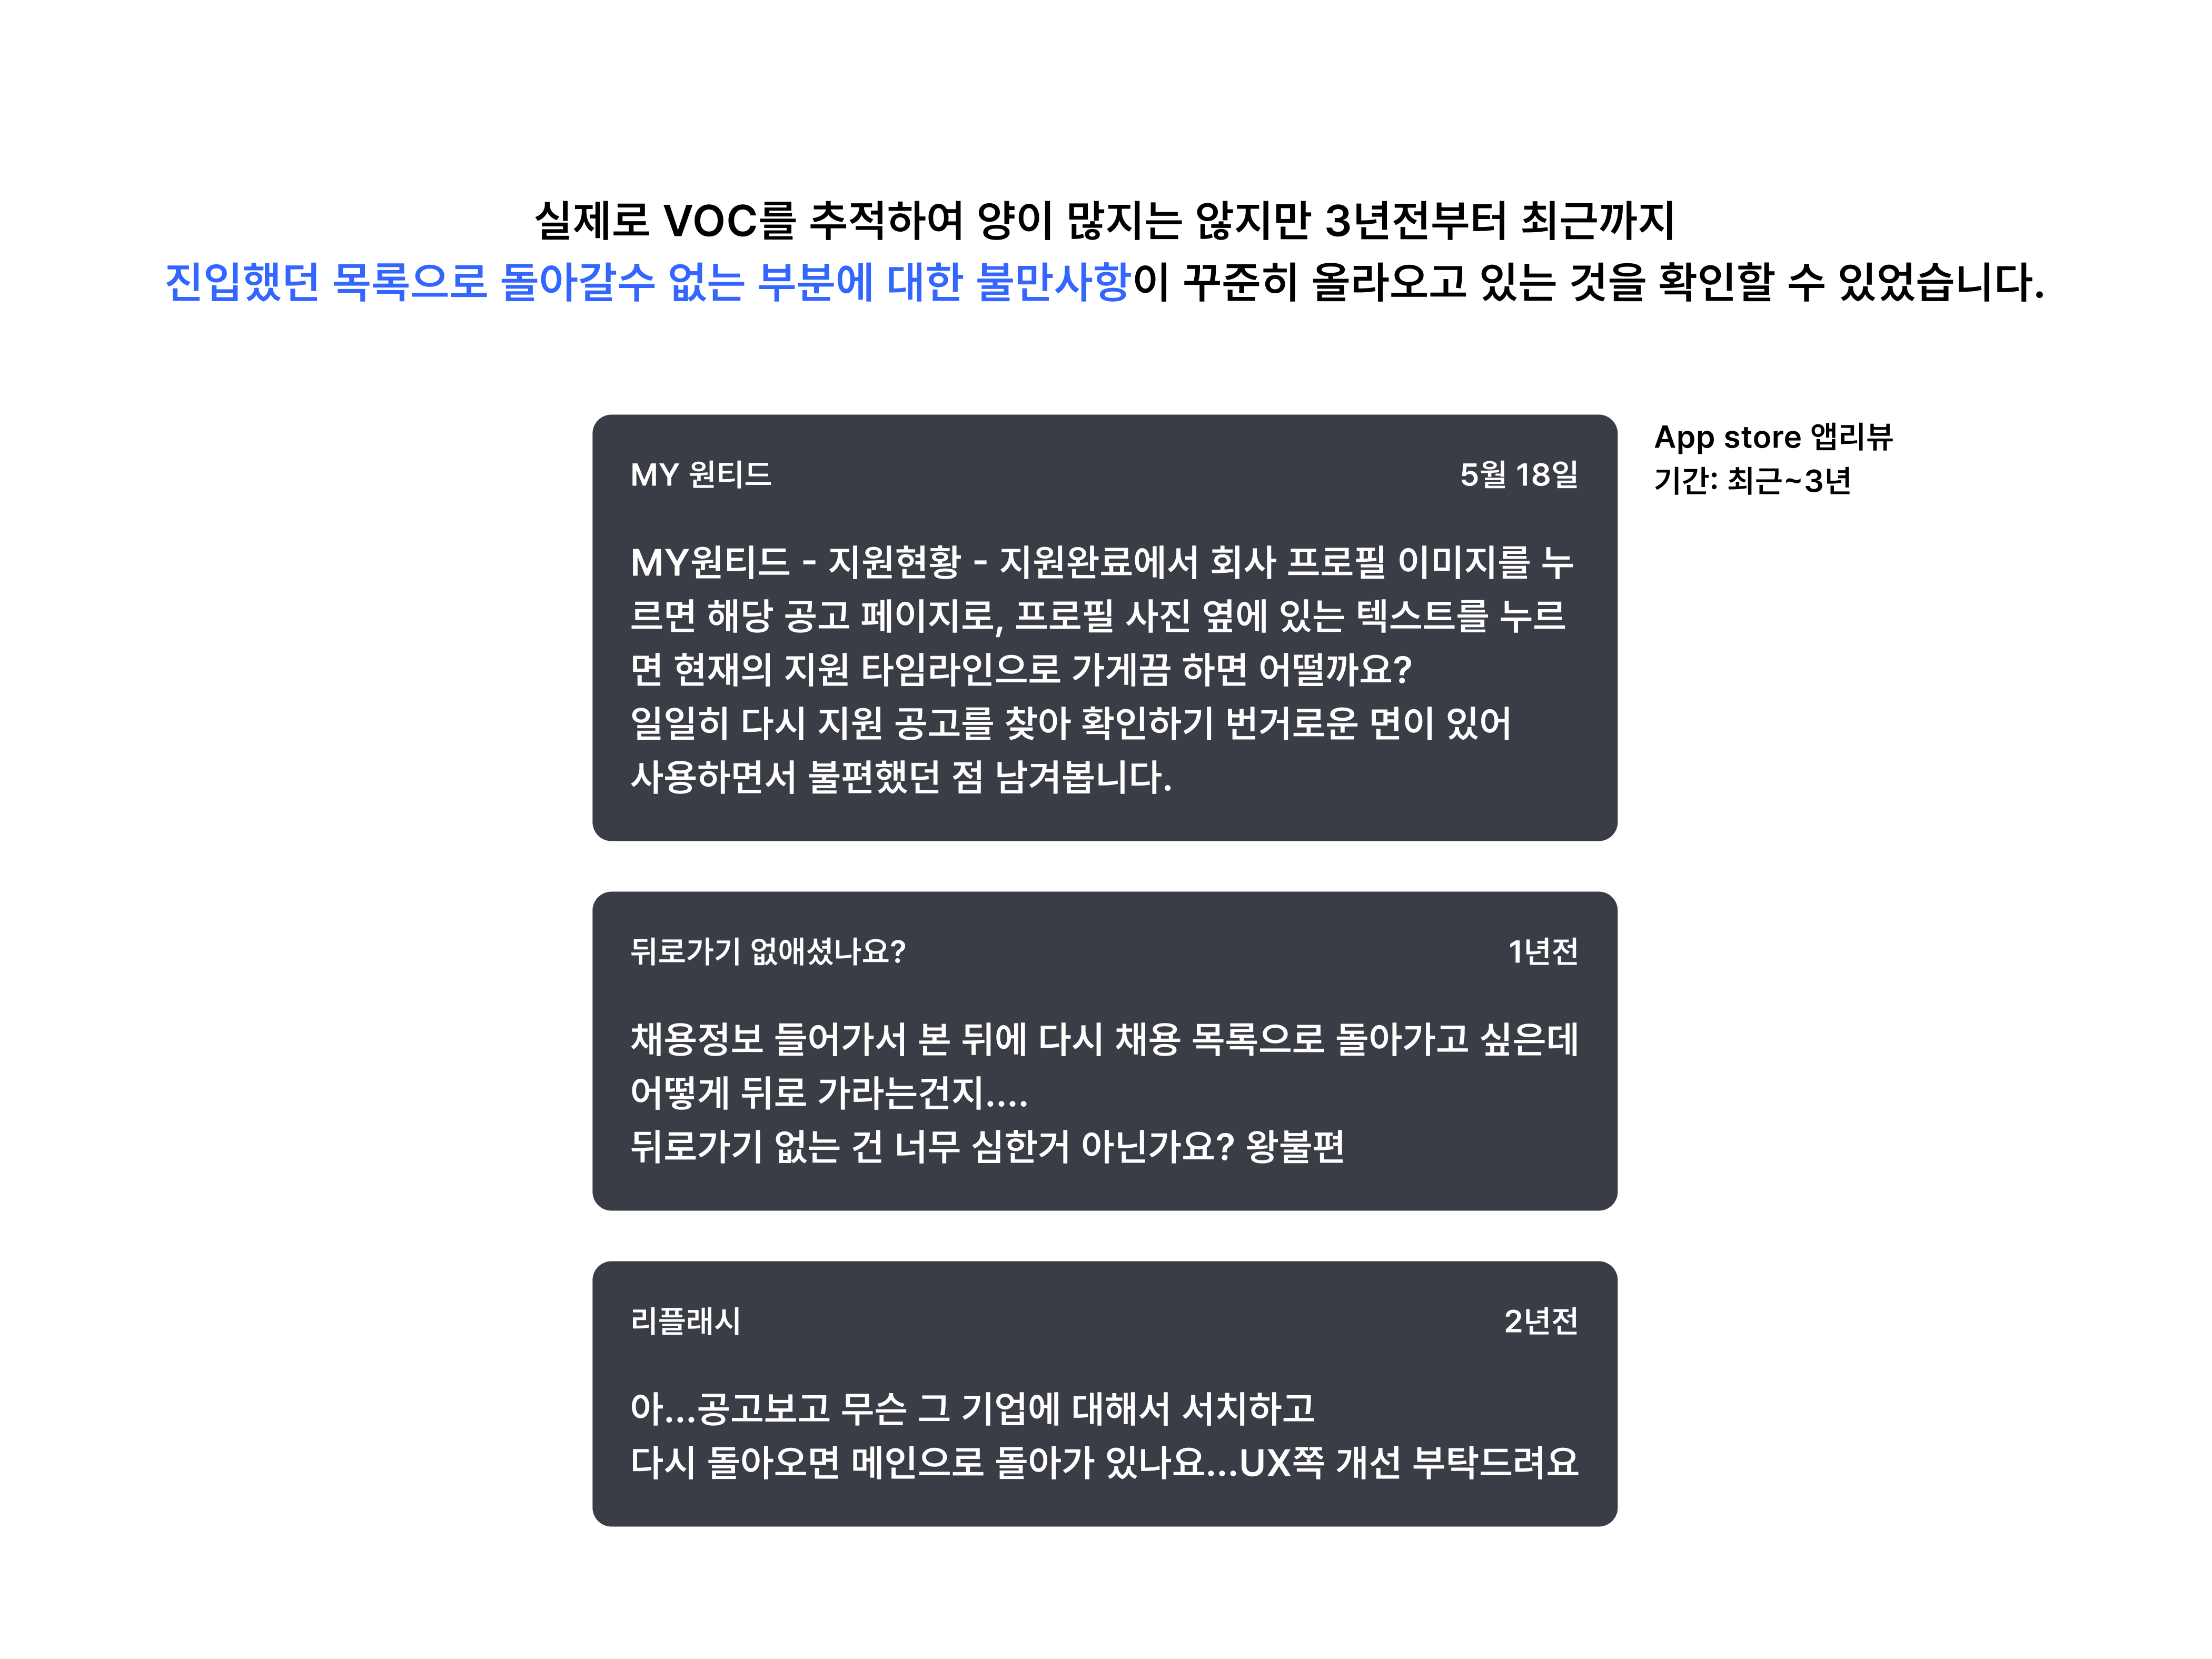 실제로 VOC를 추적하여 양이 많지는 않지만 3년전부터 최근까지
진입했던 목록으로 돌아갈수 없는 부분에 대한 불만사항이 꾸준히 올라오고 있는 것을 확인할 수 있었습니다.
App store 앱리뷰
기간: 최근~3년
MY 원티드 5월 18일
MY원티드 - 지원현황 - 지원완료에서 회사 프로필 이미지를 누
르면 해당 공고 페이지로, 프로필 사진 옆에 있는 텍스트를 누르
면 현재의 지원 타임라인으로 가게끔 하면 어떨까요?
일일히 다시 지원 공고를 찾아 확인하기 번거로운 면이 있어
사용하면서 불편했던 점 남겨봅니다.
뒤로가기 없애셨나요? 1년전
채용정보 들어가서 본 뒤에 다시 채용 목록으로 돌아가고 싶은데
어떻게 뒤로 가라는건지....
뒤로가기 없는 건 너무 심한거 아닌가요? 왕불편
리플래시 2년전
아...공고보고 무슨 그 기업에 대해서 서치하고
다시 돌아오면 메인으로 돌아가 있나요...UX쪽 개선 부탁드려요